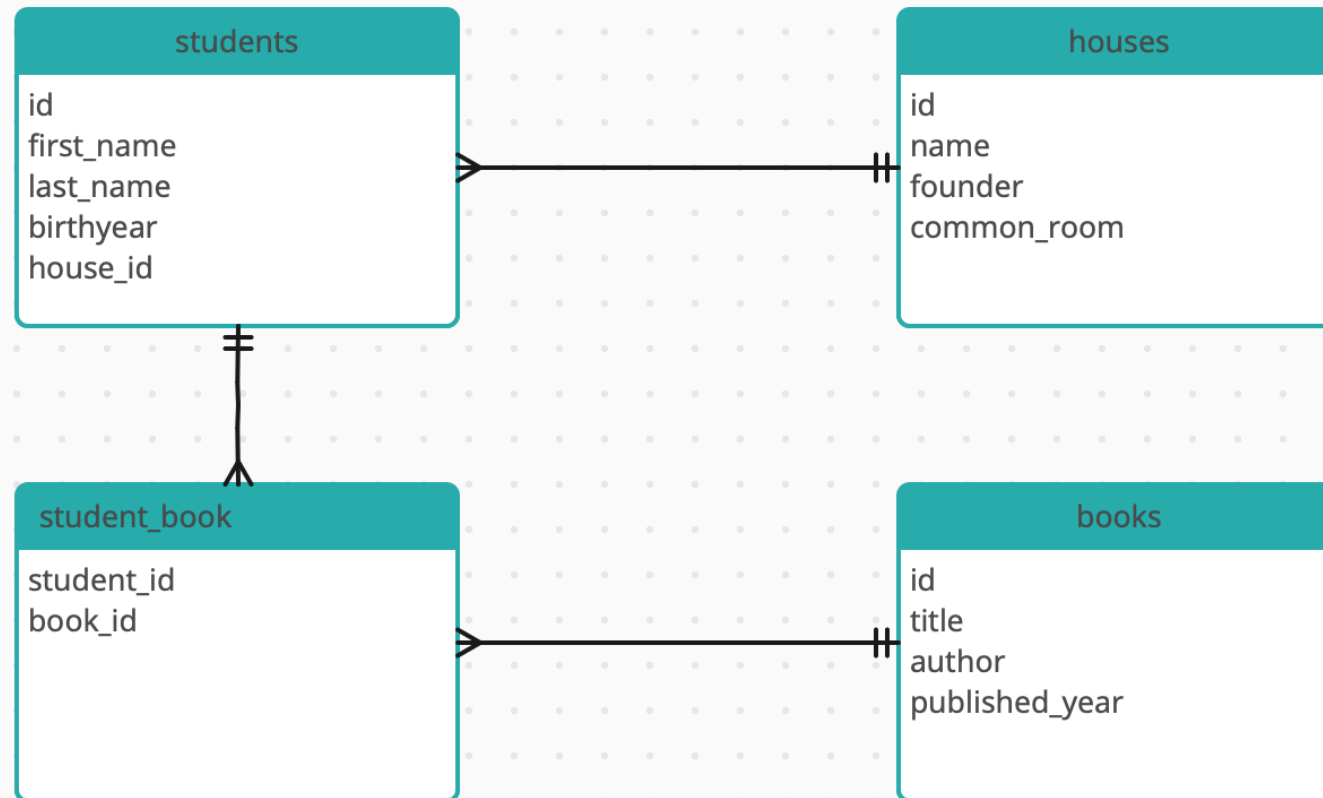 students
id
first_name
last_name
birthyear
house_id
houses
id
name
founder
common_room
student_book
student_id
book_id
books
id
title
author
published_year